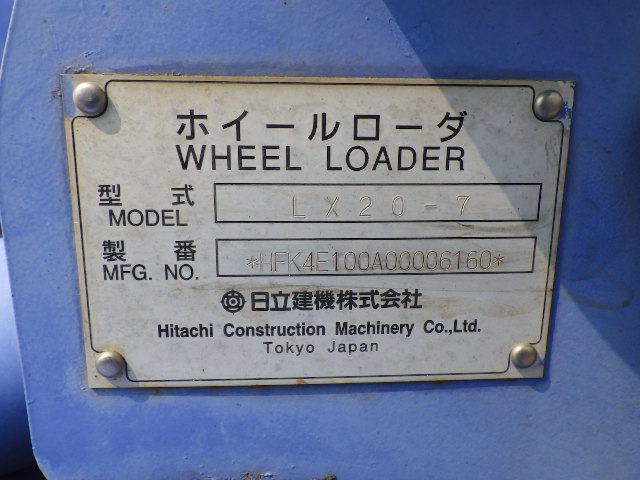 ホイールローダ
WHEEL LOADER
型式 LX20-7
MODEL
製番 *HFK4E100A00006160*
MFG. NO.
日立建機株式会社
Hitachi Construction Machinery Co.,Ltd.
Tokyo Japan